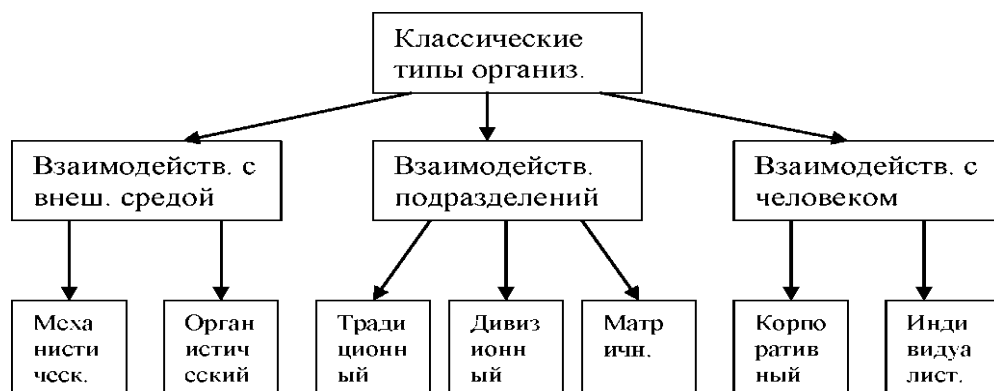 Классические
типы организ.
Взаимодейств. с
внеш. средой
Взаимодейств.
подразделений
Взаимодейств. с
человеком
Меха
нисти
ческ.
Орган
истич
еский
Тради
ционн
ый
Дивиз
ионн
ый
Матр
ичн.
Корпо
ратив
ный
Инди
видуа
лист.